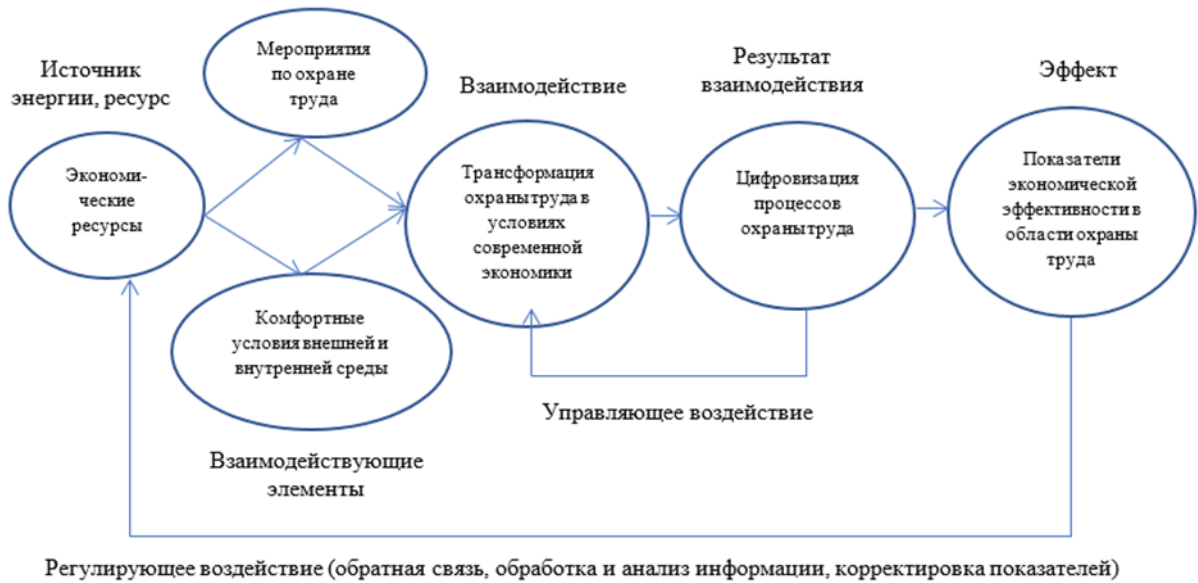 Источник
энергии, ресурс
Экономи-
ческие
ресурсы
Мероприятия
по охране
труда
Комфортные
условия внешней и
внутренней среды
Взаимодействующие
элементы
Взаимодействие
Трансформация
охраны труда в
условиях
современной
экономики
Результат
взаимодействия
Цифровизация
процессов
охраны труда
Эффект
Показатели
экономической
эффективности в
области охраны
труда
Управляющее воздействие
Регулирующее воздействие (обратная связь, обработка и анализ информации, корректировка показателей)